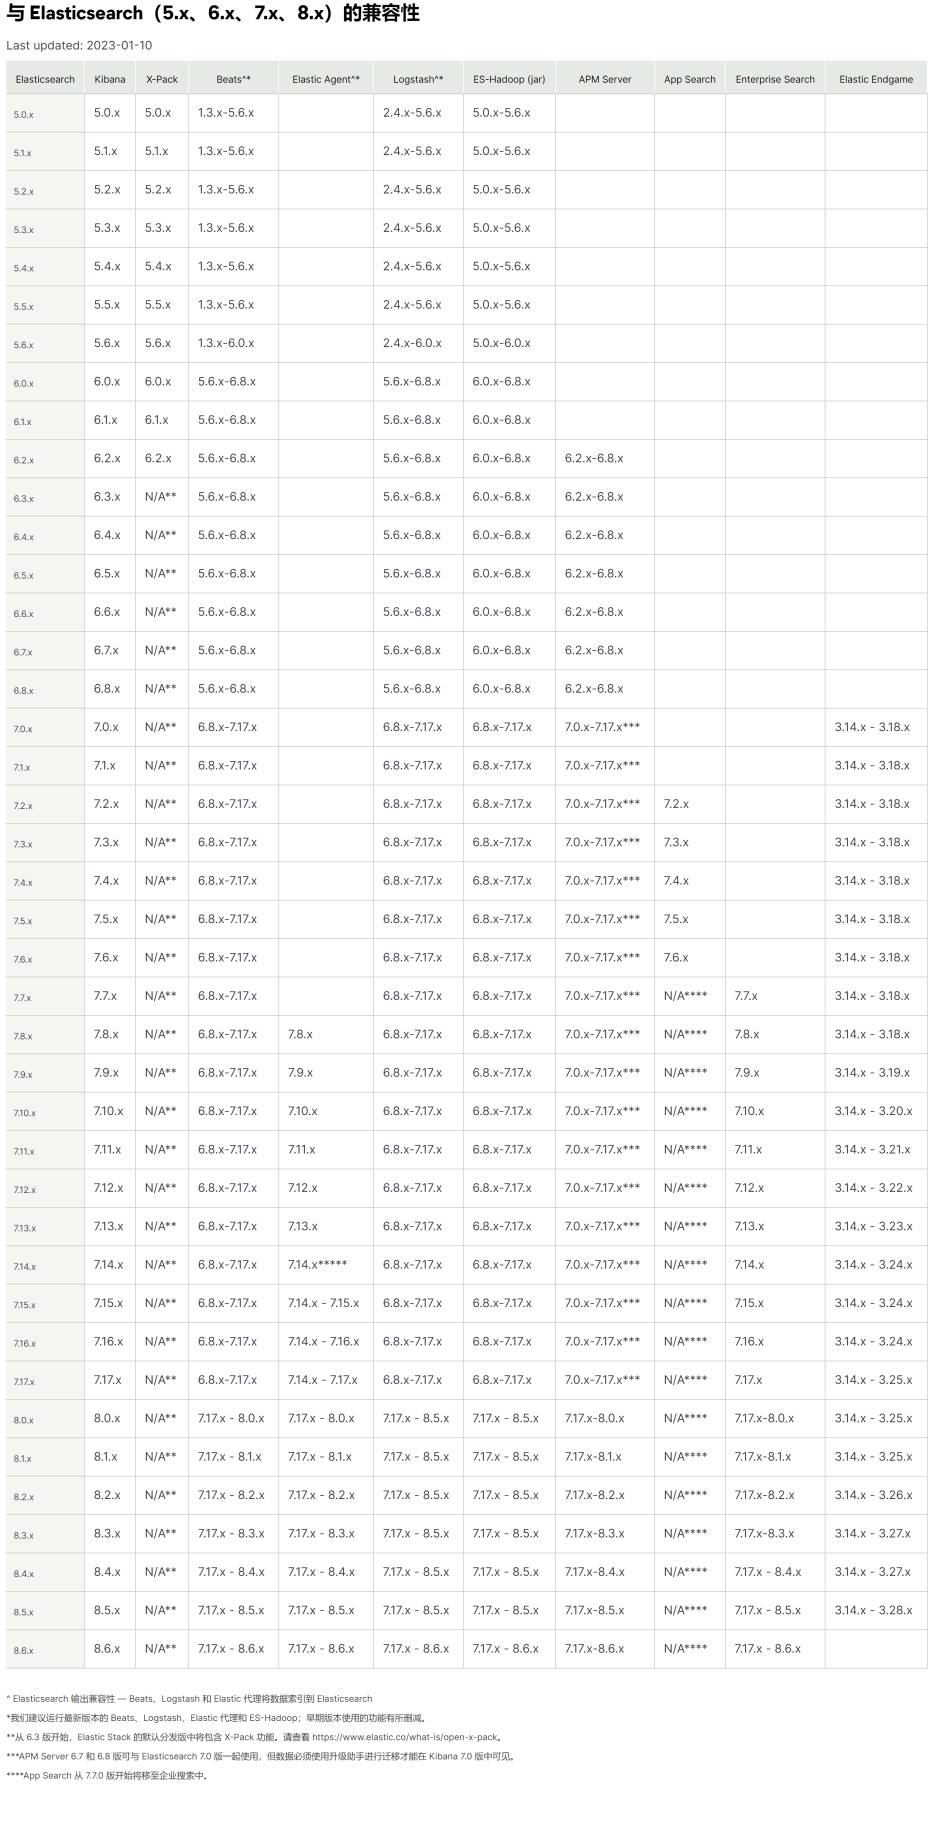 与 Elasticsearch（5.x、6.x、7.x、8.x）的兼容性
Last updated: 2023-01-10
Elasticsearch Kibana X-Pack Beats^* Elastic Agent^* Logstash^* ES-Hadoop (jar) APM Server App Search Enterprise Search Elastic Endgame
5.0.x 5.0.x 5.0.x 1.3.x-5.6.x 2.4.x-5.6.x 5.0.x-5.6.x
5.1.x 5.1.x 5.1.x 1.3.x-5.6.x 2.4.x-5.6.x 5.0.x-5.6.x
5.2.x 5.2.x 5.2.x 1.3.x-5.6.x 2.4.x-5.6.x 5.0.x-5.6.x
5.3.x 5.3.x 5.3.x 1.3.x-5.6.x 2.4.x-5.6.x 5.0.x-5.6.x
5.4.x 5.4.x 5.4.x 1.3.x-5.6.x 2.4.x-5.6.x 5.0.x-5.6.x
5.5.x 5.5.x 5.5.x 1.3.x-5.6.x 2.4.x-5.6.x 5.0.x-5.6.x
5.6.x 5.6.x 5.6.x 1.3.x-6.0.x 2.4.x-6.0.x 5.0.x-6.0.x
6.0.x 6.0.x 6.0.x 5.6.x-6.8.x 5.6.x-6.8.x 6.0.x-6.8.x
6.1.x 6.1.x 6.1.x 5.6.x-6.8.x 5.6.x-6.8.x 6.0.x-6.8.x
6.2.x 6.2.x 6.2.x 5.6.x-6.8.x 5.6.x-6.8.x 6.0.x-6.8.x 6.2.x-6.8.x
6.3.x 6.3.x N/A** 5.6.x-6.8.x 5.6.x-6.8.x 6.0.x-6.8.x 6.2.x-6.8.x
6.4.x 6.4.x N/A** 5.6.x-6.8.x 5.6.x-6.8.x 6.0.x-6.8.x 6.2.x-6.8.x
6.5.x 6.5.x N/A** 5.6.x-6.8.x 5.6.x-6.8.x 6.0.x-6.8.x 6.2.x-6.8.x
6.6.x 6.6.x N/A** 5.6.x-6.8.x 5.6.x-6.8.x 6.0.x-6.8.x 6.2.x-6.8.x
6.7.x 6.7.x N/A** 5.6.x-6.8.x 5.6.x-6.8.x 6.0.x-6.8.x 6.2.x-6.8.x
6.8.x 6.8.x N/A** 5.6.x-6.8.x 5.6.x-6.8.x 6.0.x-6.8.x 6.2.x-6.8.x
7.0.x 7.0.x N/A** 6.8.x-7.17.x 6.8.x-7.17.x 6.8.x-7.17.x 7.0.x-7.17.x*** 3.14.x - 3.18.x
7.1.x 7.1.x N/A** 6.8.x-7.17.x 6.8.x-7.17.x 6.8.x-7.17.x 7.0.x-7.17.x*** 3.14.x - 3.18.x
7.2.x 7.2.x N/A** 6.8.x-7.17.x 6.8.x-7.17.x 6.8.x-7.17.x 7.0.x-7.17.x*** 7.2.x 3.14.x - 3.18.x
7.3.x 7.3.x N/A** 6.8.x-7.17.x 6.8.x-7.17.x 6.8.x-7.17.x 7.0.x-7.17.x*** 7.3.x 3.14.x - 3.18.x
7.4.x 7.4.x N/A** 6.8.x-7.17.x 6.8.x-7.17.x 6.8.x-7.17.x 7.0.x-7.17.x*** 7.4.x 3.14.x - 3.18.x
7.5.x 7.5.x N/A** 6.8.x-7.17.x 6.8.x-7.17.x 6.8.x-7.17.x 7.0.x-7.17.x*** 7.5.x 3.14.x - 3.18.x
7.6.x 7.6.x N/A** 6.8.x-7.17.x 6.8.x-7.17.x 6.8.x-7.17.x 7.0.x-7.17.x*** 7.6.x 3.14.x - 3.18.x
7.7.x 7.7.x N/A** 6.8.x-7.17.x 6.8.x-7.17.x 6.8.x-7.17.x 7.0.x-7.17.x*** N/A**** 7.7.x 3.14.x - 3.18.x
7.8.x 7.8.x N/A** 6.8.x-7.17.x 7.8.x 6.8.x-7.17.x 6.8.x-7.17.x 7.0.x-7.17.x*** N/A**** 7.8.x 3.14.x - 3.18.x
7.9.x 7.9.x N/A** 6.8.x-7.17.x 7.9.x 6.8.x-7.17.x 6.8.x-7.17.x 7.0.x-7.17.x*** N/A**** 7.9.x 3.14.x - 3.19.x
7.10.x 7.10.x N/A** 6.8.x-7.17.x 7.10.x 6.8.x-7.17.x 6.8.x-7.17.x 7.0.x-7.17.x*** N/A**** 7.10.x 3.14.x - 3.20.x
7.11.x 7.11.x N/A** 6.8.x-7.17.x 7.11.x 6.8.x-7.17.x 6.8.x-7.17.x 7.0.x-7.17.x*** N/A**** 7.11.x 3.14.x - 3.21.x
7.12.x 7.12.x N/A** 6.8.x-7.17.x 7.12.x 6.8.x-7.17.x 6.8.x-7.17.x 7.0.x-7.17.x*** N/A**** 7.12.x 3.14.x - 3.22.x
7.13.x 7.13.x N/A** 6.8.x-7.17.x 7.13.x 6.8.x-7.17.x 6.8.x-7.17.x 7.0.x-7.17.x*** N/A**** 7.13.x 3.14.x - 3.23.x
7.14.x 7.14.x N/A** 6.8.x-7.17.x 7.14.x***** 6.8.x-7.17.x 6.8.x-7.17.x 7.0.x-7.17.x*** N/A**** 7.14.x 3.14.x - 3.24.x
7.15.x 7.15.x N/A** 6.8.x-7.17.x 7.14.x - 7.15.x 6.8.x-7.17.x 6.8.x-7.17.x 7.0.x-7.17.x*** N/A**** 7.15.x 3.14.x - 3.24.x
7.16.x 7.16.x N/A** 6.8.x-7.17.x 7.14.x - 7.16.x 6.8.x-7.17.x 6.8.x-7.17.x 7.0.x-7.17.x*** N/A**** 7.16.x 3.14.x - 3.24.x
7.17.x 7.17.x N/A** 6.8.x-7.17.x 7.14.x - 7.17.x 6.8.x-7.17.x 6.8.x-7.17.x 7.0.x-7.17.x*** N/A**** 7.17.x 3.14.x - 3.25.x
8.0.x 8.0.x N/A** 7.17.x - 8.0.x 7.17.x - 8.0.x 7.17.x - 8.5.x 7.17.x - 8.5.x 7.17.x-8.0.x N/A**** 7.17.x-8.0.x 3.14.x - 3.25.x
8.1.x 8.1.x N/A** 7.17.x - 8.1.x 7.17.x - 8.1.x 7.17.x - 8.5.x 7.17.x - 8.5.x 7.17.x-8.1.x N/A**** 7.17.x-8.1.x 3.14.x - 3.25.x
8.2.x 8.2.x N/A** 7.17.x - 8.2.x 7.17.x - 8.2.x 7.17.x - 8.5.x 7.17.x - 8.5.x 7.17.x-8.2.x N/A**** 7.17.x-8.2.x 3.14.x - 3.26.x
8.3.x 8.3.x N/A** 7.17.x - 8.3.x 7.17.x - 8.3.x 7.17.x - 8.5.x 7.17.x - 8.5.x 7.17.x-8.3.x N/A**** 7.17.x-8.3.x 3.14.x - 3.27.x
8.4.x 8.4.x N/A** 7.17.x - 8.4.x 7.17.x - 8.4.x 7.17.x - 8.5.x 7.17.x - 8.5.x 7.17.x-8.4.x N/A**** 7.17.x - 8.4.x 3.14.x - 3.27.x
8.5.x 8.5.x N/A** 7.17.x - 8.5.x 7.17.x - 8.5.x 7.17.x - 8.5.x 7.17.x - 8.5.x 7.17.x-8.5.x N/A**** 7.17.x - 8.5.x 3.14.x - 3.28.x
8.6.x 8.6.x N/A** 7.17.x - 8.6.x 7.17.x - 8.6.x 7.17.x - 8.6.x 7.17.x - 8.6.x 7.17.x-8.6.x N/A**** 7.17.x - 8.6.x
^ Elasticsearch 输出兼容性 — Beats、Logstash 和 Elastic 代理将数据索引到 Elasticsearch
*我们建议运行最新版本的 Beats、Logstash、Elastic 代理和 ES-Hadoop；早期版本使用的功能有所删减。
**从 6.3 版开始，Elastic Stack 的默认分发版中将包含 X-Pack 功能。请查看 https://www.elastic.co/what-is/open-x-pack。
***APM Server 6.7 和 6.8 版可与 Elasticsearch 7.0 版一起使用，但数据必须使用升级助手进行迁移才能在 Kibana 7.0 版中可见。
****App Search 从 7.7.0 版开始将移至企业搜索中。